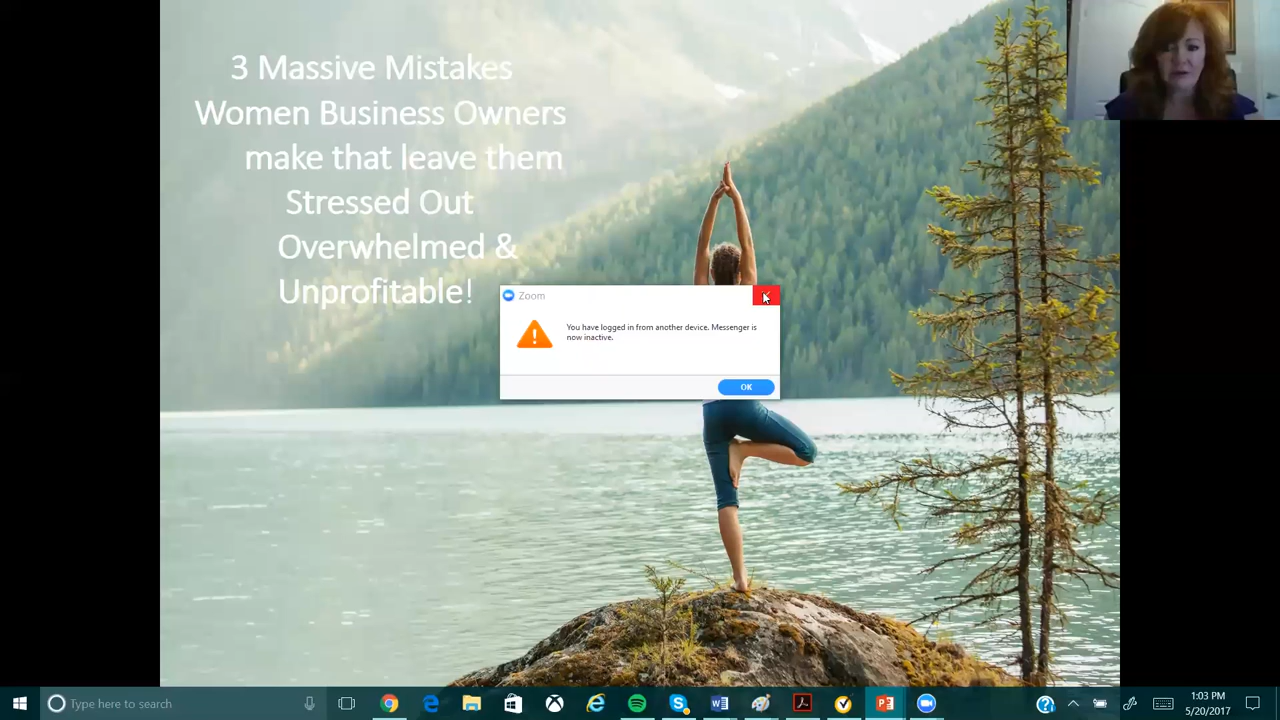 3 Massive Mistakes
Women Business Owners
make that leave them
Stressed Out
Overwhelmed &
Unprofitable!
Zoom
You have logged in from another device. Messenger is
now inactive.
OK
Type here to search
1:03 PM
5/20/2017